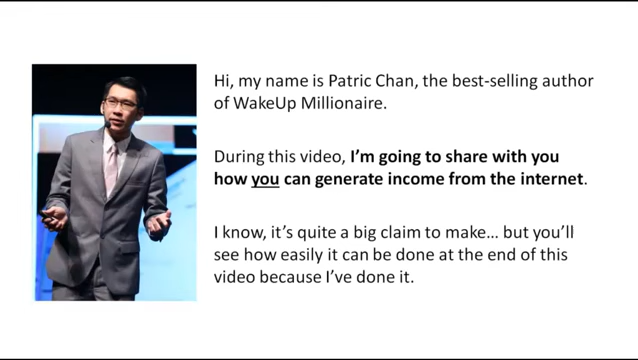 Hi, my name is Patric Chan, the best-selling author
of WakeUp Millionaire.
During this video, I'm going to share with you
how you can generate income from the internet.
I know, it's quite a big claim to make... but you'll
see how easily it can be done at the end of this
video because I've done it.